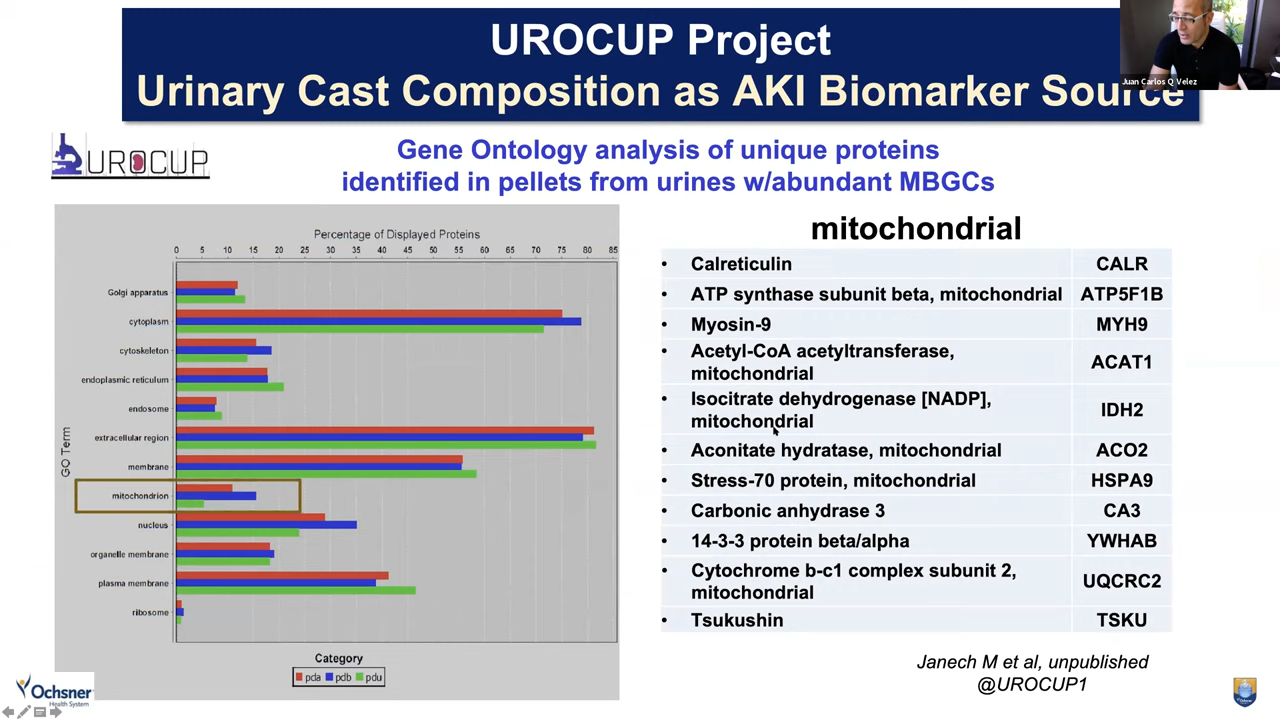 UROCUP Project
Urinary Cast Composition as AKI Biomarker Source
Juan Carlos Q Velez
UROCUP
Gene Ontology analysis of unique proteins
identified in pellets from urines w/abundant MBGCs
Percentage of Displayed Proteins
0 5 10 15 20 25 30 35 40 45 50 55 60 65 70 75 80 85
GO Term
Golgi apparatus
cytoplasm
cytoskeleton
endoplasmic reticulum
endosome
extracellular region
membrane
mitochondrion
nucleus
organelle membrane
plasma membrane
ribosome
Category
pda pdb pdu
mitochondrial
• Calreticulin CALR
• ATP synthase subunit beta, mitochondrial ATP5F1B
• Myosin-9 MYH9
• Acetyl-CoA acetyltransferase,
mitochondrial ACAT1
• Isocitrate dehydrogenase [NADP],
mitochondrial IDH2
• Aconitate hydratase, mitochondrial ACO2
• Stress-70 protein, mitochondrial HSPA9
• Carbonic anhydrase 3 CA3
• 14-3-3 protein beta/alpha YWHAB
• Cytochrome b-c1 complex subunit 2,
mitochondrial UQCRC2
• Tsukushin TSKU
Janech M et al, unpublished
@UROCUP1
Ochsner
Health System